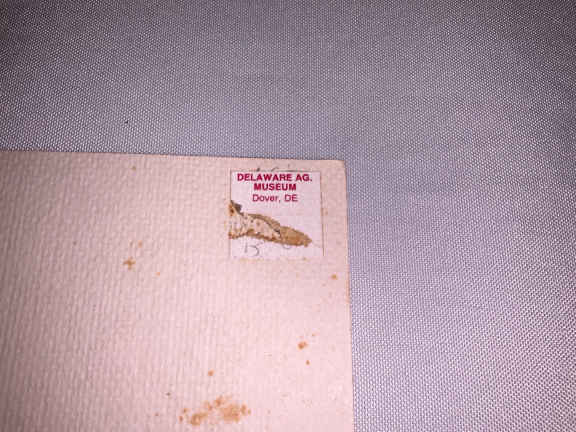 DELAWARE AG.
MUSEUM
Dover, DE